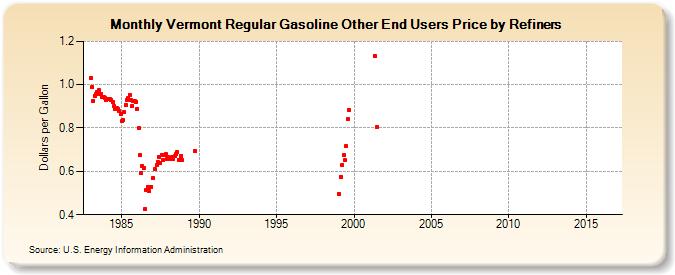 Monthly Vermont Regular Gasoline Other End Users Price by Refiners
Dollars per Gallon
1.2
1.0
0.8
0.6
0.4
1985 1990 1995 2000 2005 2010 2015
Source: U.S. Energy Information Administration